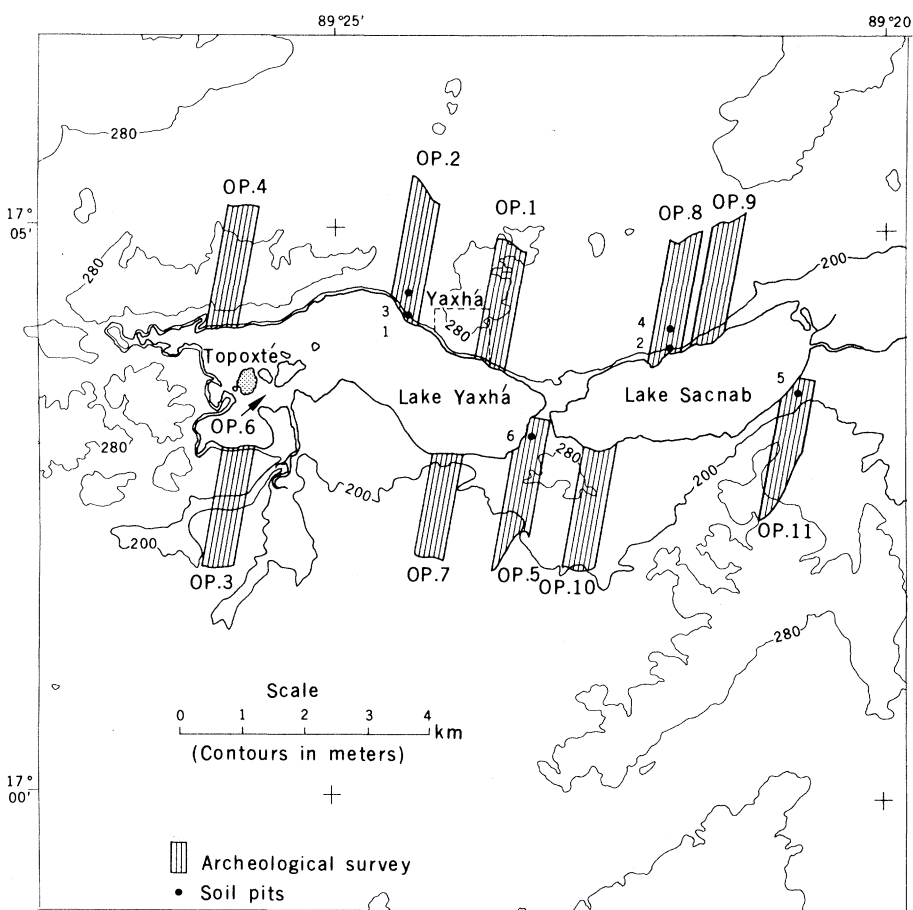 89°25'
89°20
280
OP.2
OP.4
OP.1
OP.8
OP.9
17°
05'
280
200
Yaxhá
280
3
1
4
2
Topoxté
5
Lake Yaxhá
Lake Sacnab
OP.6
6
280
280
200
200
200
OP.3
OP.7
OP.5
OP.10
OP.11
280
Scale
0 1 2 3 4
km
(Contours in meters)
17°
00'
Archeological survey
Soil pits